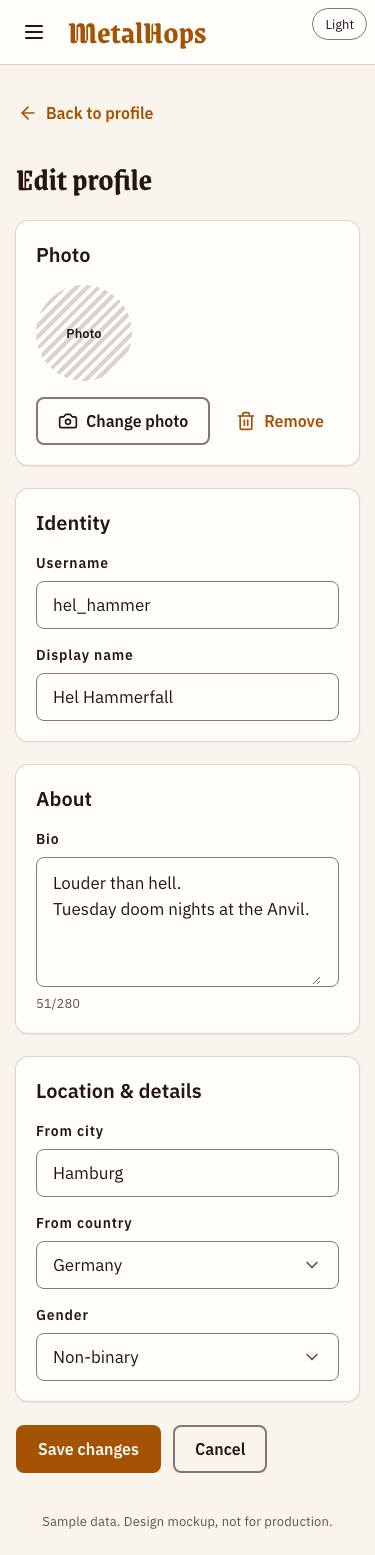 MetalHops
Light
Back to profile
Edit profile
Photo
Photo
Change photo
Remove
Identity
Username
hel_hammer
Display name
Hel Hammerfall
About
Bio
Louder than hell.
Tuesday doom nights at the Anvil.
51/280
Location & details
From city
Hamburg
From country
Germany
Gender
Non-binary
Save changes
Cancel
Sample data. Design mockup, not for production.